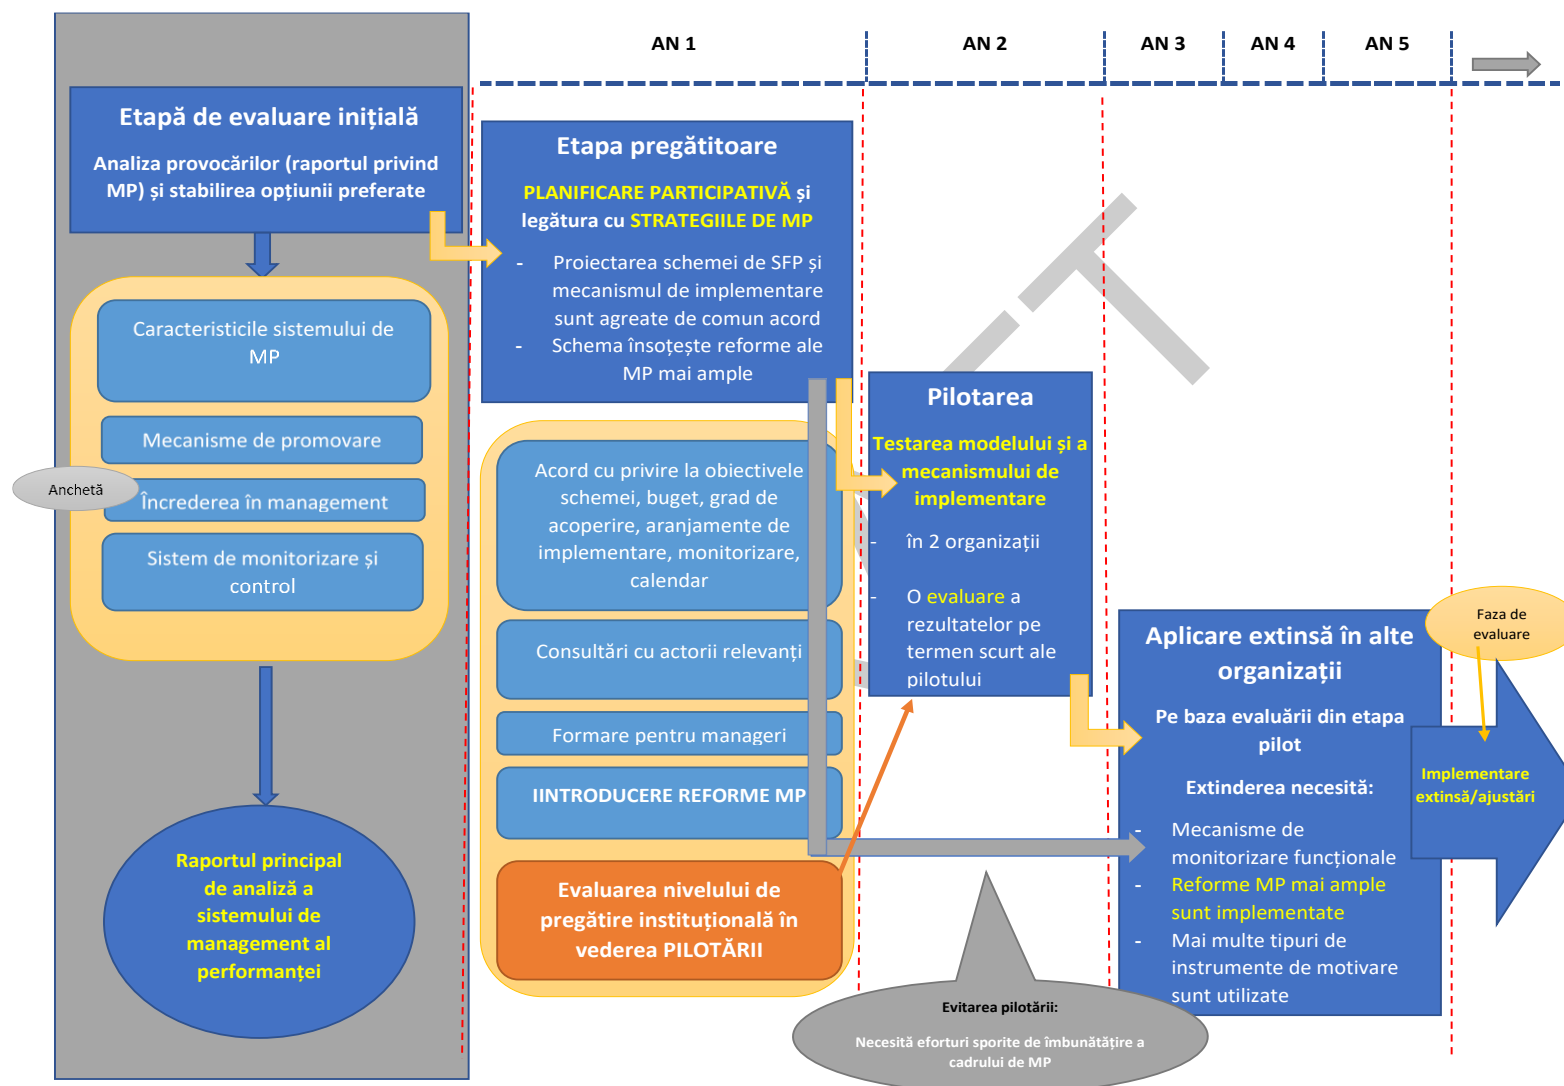 AN 1
AN 2
AN 3
AN 4
AN 5
Etapă de evaluare inițială
Analiza provocărilor (raportul privind
MP) și stabilirea opțiunii preferate
Caracteristicile sistemului de
MP
Mecanisme de promovare
Anchetă
Încrederea în management
Sistem de monitorizare și
control
Raportul principal
de analiză a
sistemului de
management al
performanței
Etapa pregătitoare
PLANIFICARE PARTICIPATIVĂ și
legătura cu STRATEGIILE DE MP
- Proiectarea schemei de SFP și
mecanismul de implementare
sunt agreate de comun acord
- Schema însoțește reforme ale
MP mai ample
Acord cu privire la obiectivele
schemei, buget, grad de
acoperire, aranjamente de
implementare, monitorizare,
calendar
Consultări cu actorii relevanți
Formare pentru manageri
IINTRODUCERE REFORME MP
Evaluarea nivelului de
pregătire instituțională în
vederea PILOTĂRII
Pilotarea
Testarea modelului și a
mecanismului de
implementare
- în 2 organizații
- O evaluare a
rezultatelor pe
termen scurt ale
pilotului
Evitarea pilotării:
Necesită eforturi sporite de îmbunătățire a
cadrului de MP
Aplicare extinsă în alte
organizații
Pe baza evaluării din etapa
pilot
Extinderea necesită:
- Mecanisme de
monitorizare funcționale
- Reforme MP mai ample
sunt implementate
- Mai multe tipuri de
instrumente de motivare
sunt utilizate
Faza de
evaluare
Implementare
extinsă/ajustări